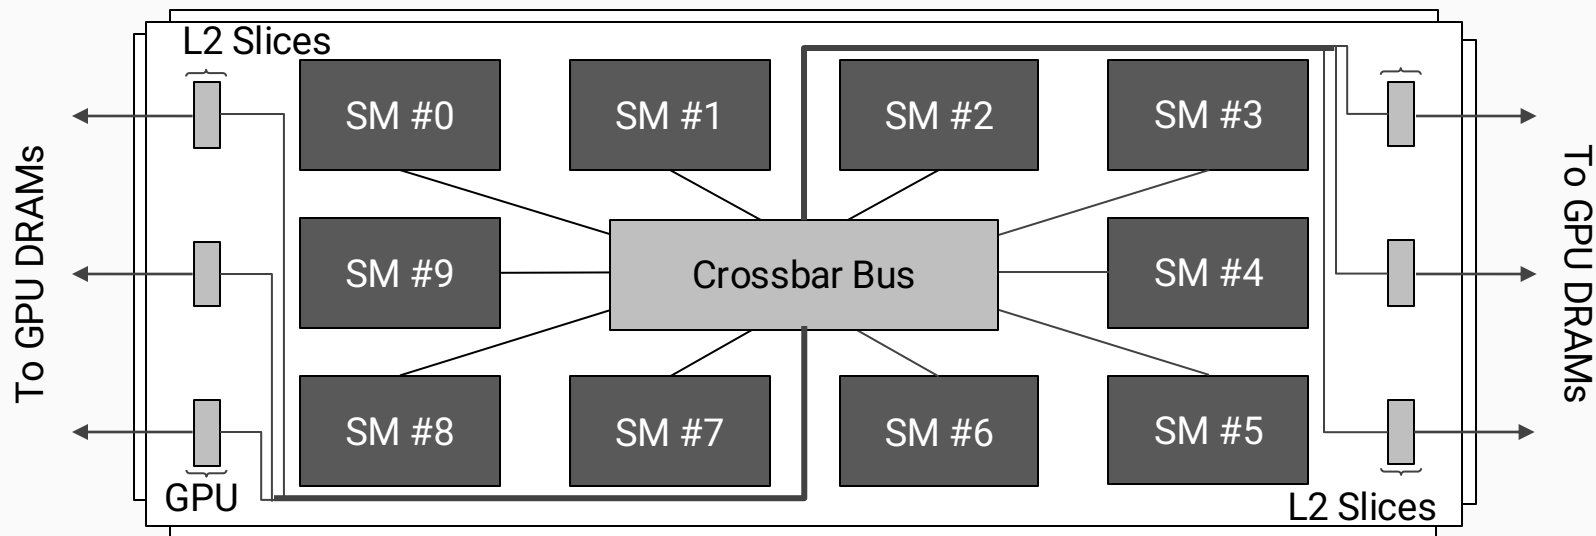 L2 Slices
SM #0
SM #1
SM #2
SM #3
To GPU DRAMs
SM #9
Crossbar Bus
SM #4
To GPU DRAMs
SM #8
SM #7
SM #6
SM #5
GPU
L2 Slices